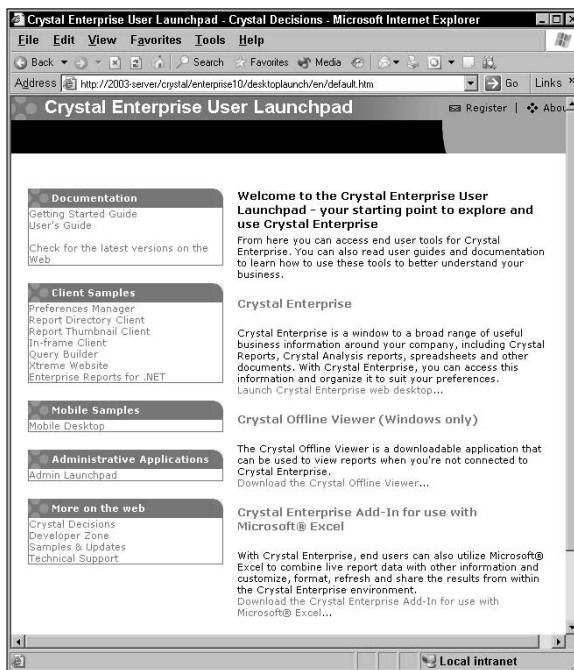 Crystal Enterprise User Launchpad - Crystal Decisions - Microsoft Internet Explorer
File Edit View Favorites Tools Help
Back Search Favorites Media
Address http://2003-server/crystal/enterprise10/desktoplaunch/en/default.htm Go Links »
Crystal Enterprise User Launchpad
Register |
Documentation
Getting Started Guide
User's Guide
Check for the latest versions on the
Web
Client Samples
Preferences Manager
Report Directory Client
Report Thumbnail Client
In-frame Client
Query Builder
Xtreme Website
Enterprise Reports for .NET
Mobile Samples
Mobile Desktop
Administrative Applications
Admin Launchpad
More on the web
Crystal Decisions
Developer Zone
Samples & Updates
Technical Support
Welcome to the Crystal Enterprise User
Launchpad - your starting point to explore and
use Crystal Enterprise
From here you can access end user tools for Crystal
Enterprise. You can also read user guides and documentation
to learn how to use these tools to better understand your
business.
Crystal Enterprise
Crystal Enterprise is a window to a broad range of useful
business information around your company, including Crystal
Reports, Crystal Analysis reports, spreadsheets and other
documents. With Crystal Enterprise, you can access this
information and organize it to suit your preferences.
Launch Crystal Enterprise web desktop...
Crystal Offline Viewer (Windows only)
The Crystal Offline Viewer is a downloadable application that
can be used to view reports when you're not connected to
Crystal Enterprise.
Download the Crystal Offline Viewer...
Crystal Enterprise Add-In for use with
Microsoft® Excel
With Crystal Enterprise, end users can also utilize Microsoft®
Excel to combine live report data with other information and
customize, format, refresh and share the results from within
the Crystal Enterprise environment.
Download the Crystal Enterprise Add-In for use with
Microsoft® Excel...
Local intranet